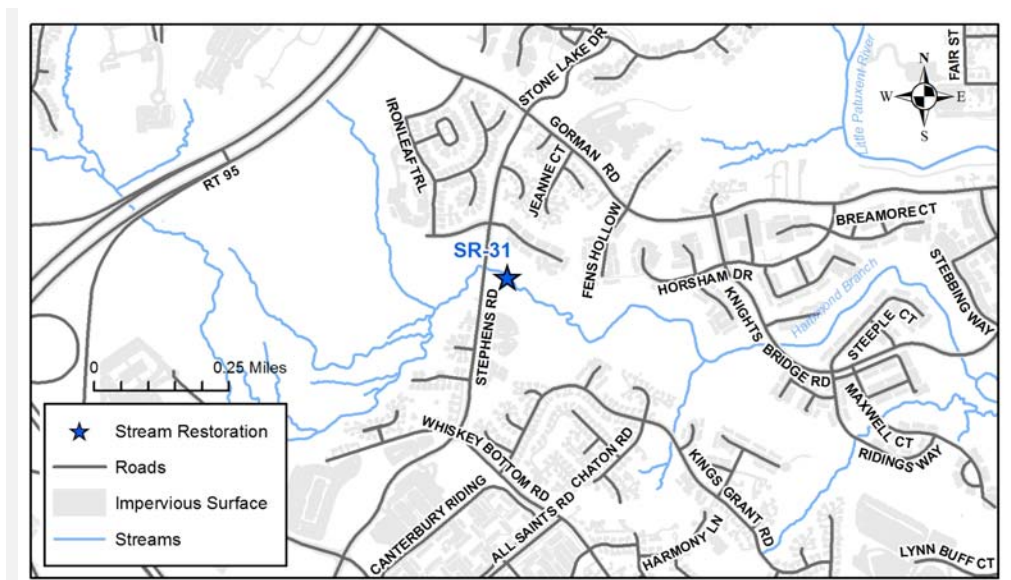 STONE LAKE DR
FAIR ST
N
W
E
S
Little Patuxent River
IRONLEAF TRL
GORMAN RD
JEANNE CT
RT 95
BREAMORE CT
FENS HOLLOW
SR-31
HORSHAM DR
STEBBING WAY
Hammond Branch
KNIGHTS BRIDGE RD
STEPHENS RD
STEEPLE CT
0
0.25 Miles
MAXWELL CT
RIDINGS WAY
Stream Restoration
Roads
Impervious Surface
Streams
WHISKEY BOTTOM RD
CHATON RD
KINGS GRANT RD
CANTERBURY RIDING
ALL SAINTS RD
HARMONY LN
LYNN BUFF CT